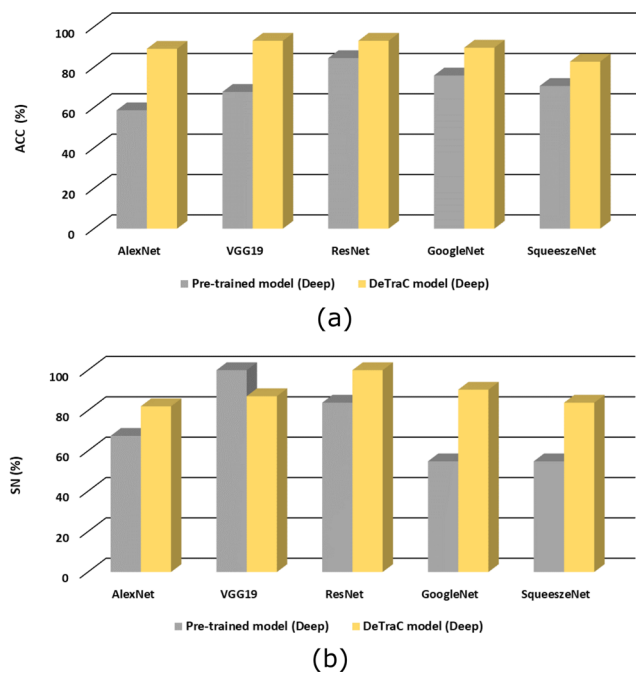 100
80
60
40
20
0
ACC (%)
AlexNet VGG19 ResNet GoogleNet SqueeszeNet
Pre-trained model (Deep) DeTraC model (Deep)
(a)
100
80
60
40
20
0
SN (%)
AlexNet VGG19 ResNet GoogleNet SqueeszeNet
Pre-trained model (Deep) DeTraC model (Deep)
(b)